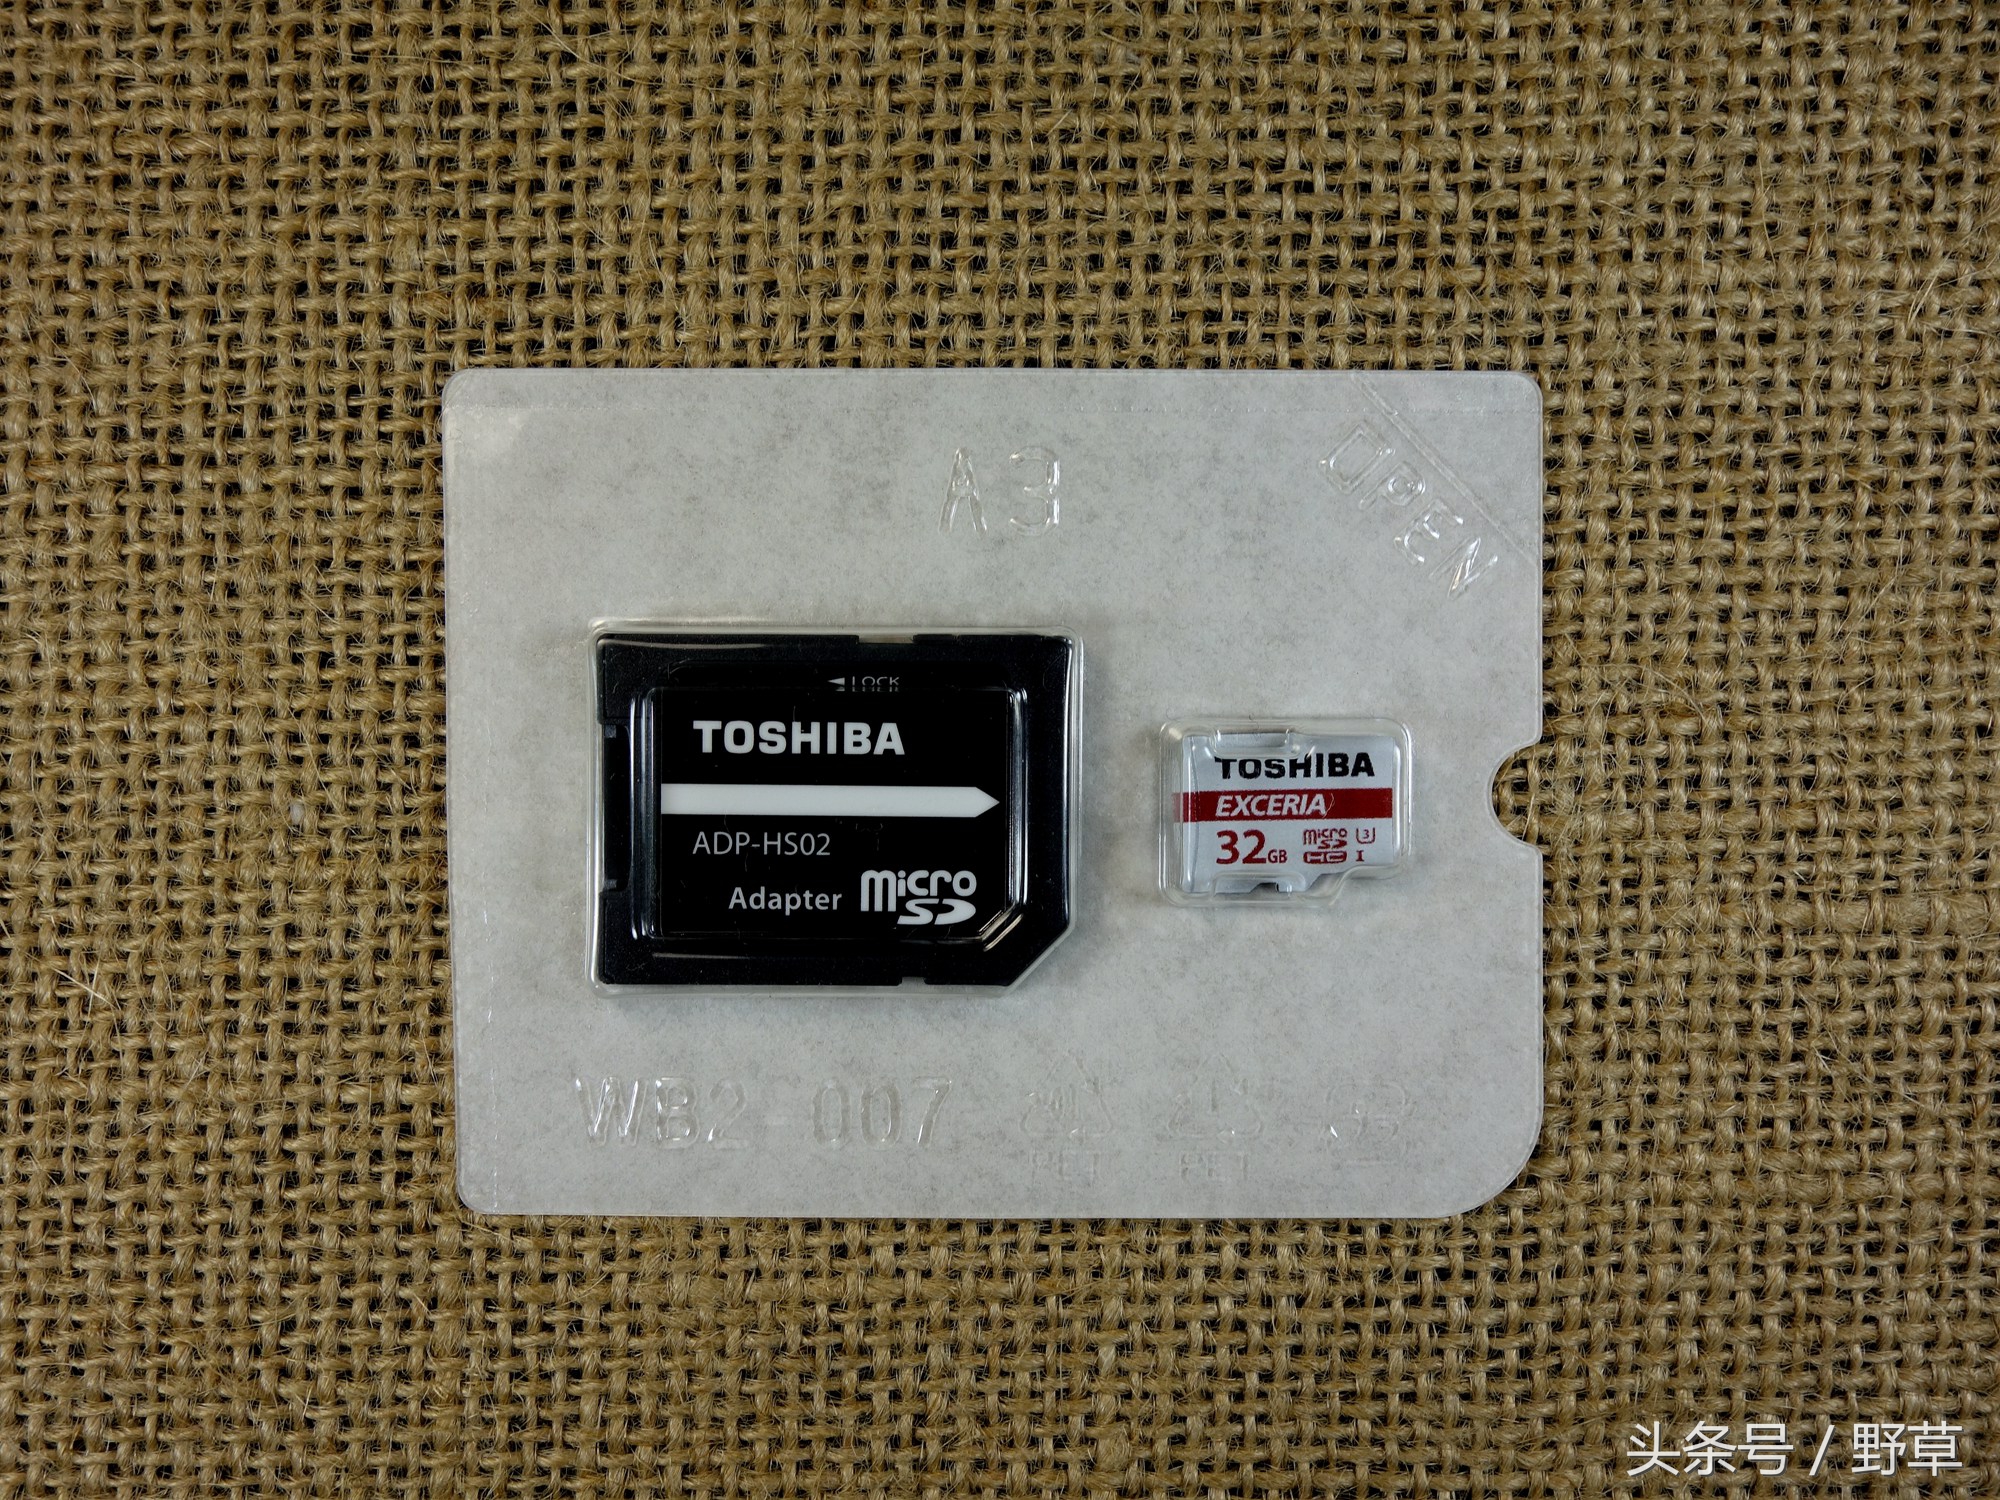 A3
OPEN
LOCK
TOSHIBA
ADP-HS02
Adapter micro SD
TOSHIBA
EXCERIA
32GB micro SD HC I U3
WB2-007
PET PET
头条号 / 野草